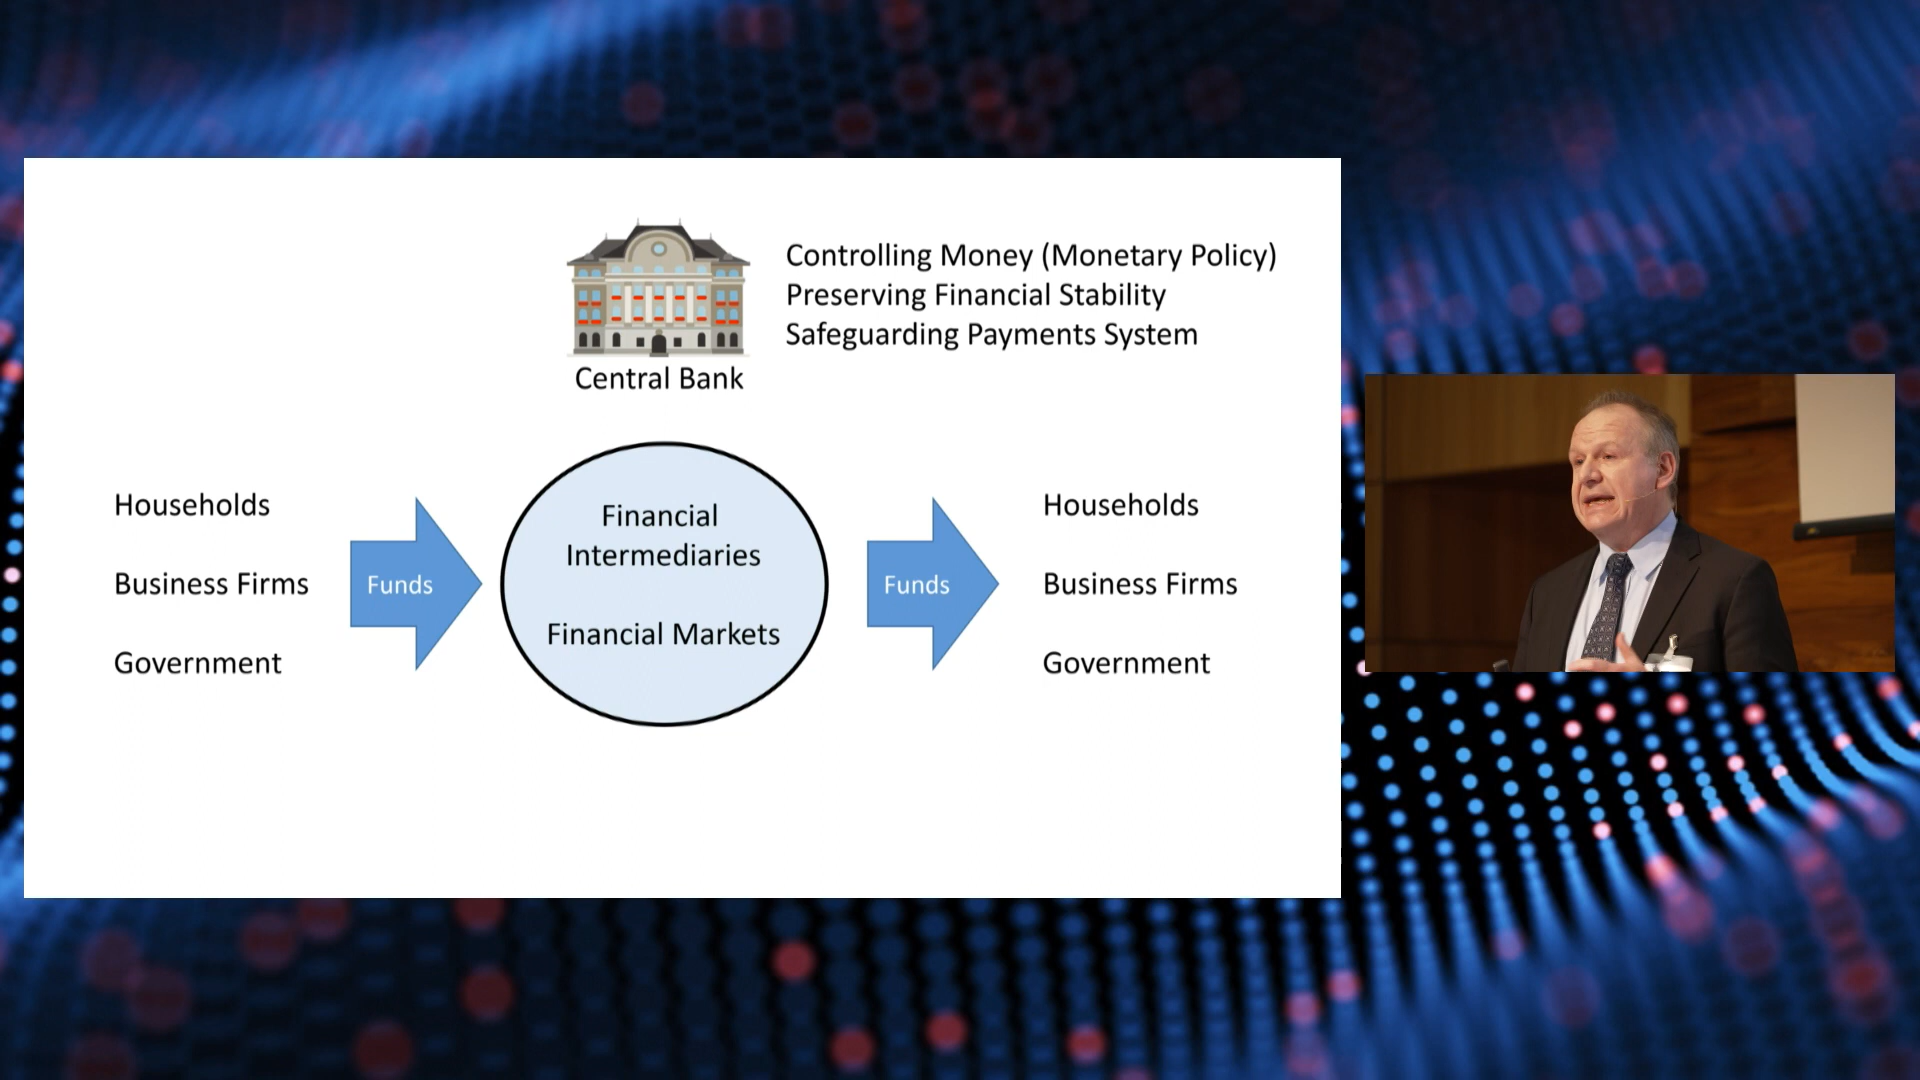 Controlling Money (Monetary Policy)
Preserving Financial Stability
Safeguarding Payments System
Central Bank
Households
Business Firms
Government
Funds
Financial
Intermediaries
Financial Markets
Funds
Households
Business Firms
Government